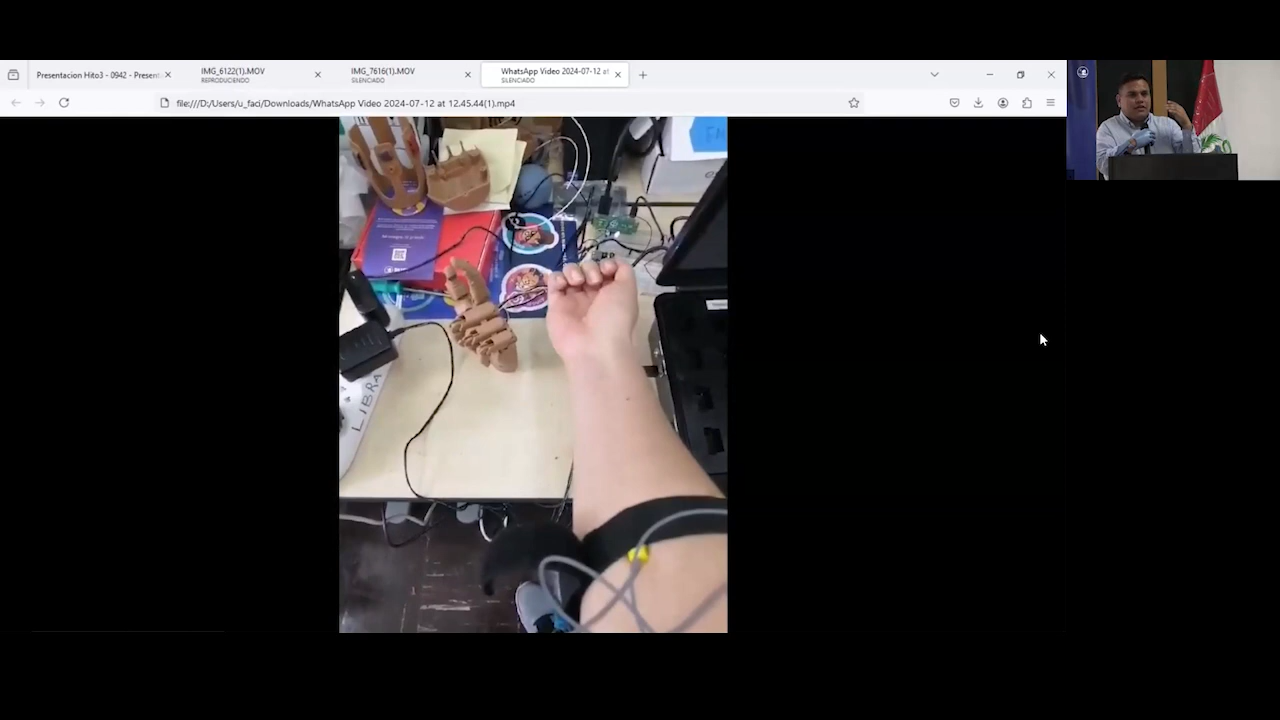 Presentacion Hito3 - 0942 - Present
IMG_6122(1).MOV
REPRODUCIENDO
IMG_7616(1).MOV
SILENCIADO
WhatsApp Video 2024-07-12 at
SILENCIADO
file:///D:/Users/u_faci/Downloads/WhatsApp Video 2024-07-12 at 12.45.44(1).mp4
LIBRA